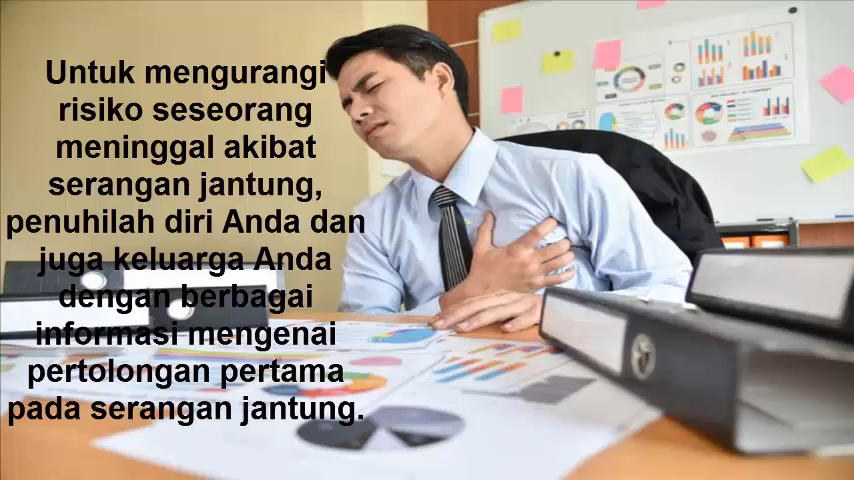 Untuk mengurangi
risiko seseorang
meninggal akibat
serangan jantung,
penuhilah diri Anda dan
juga keluarga Anda
dengan berbagai
informasi mengenai
pertolongan pertama
pada serangan jantung.